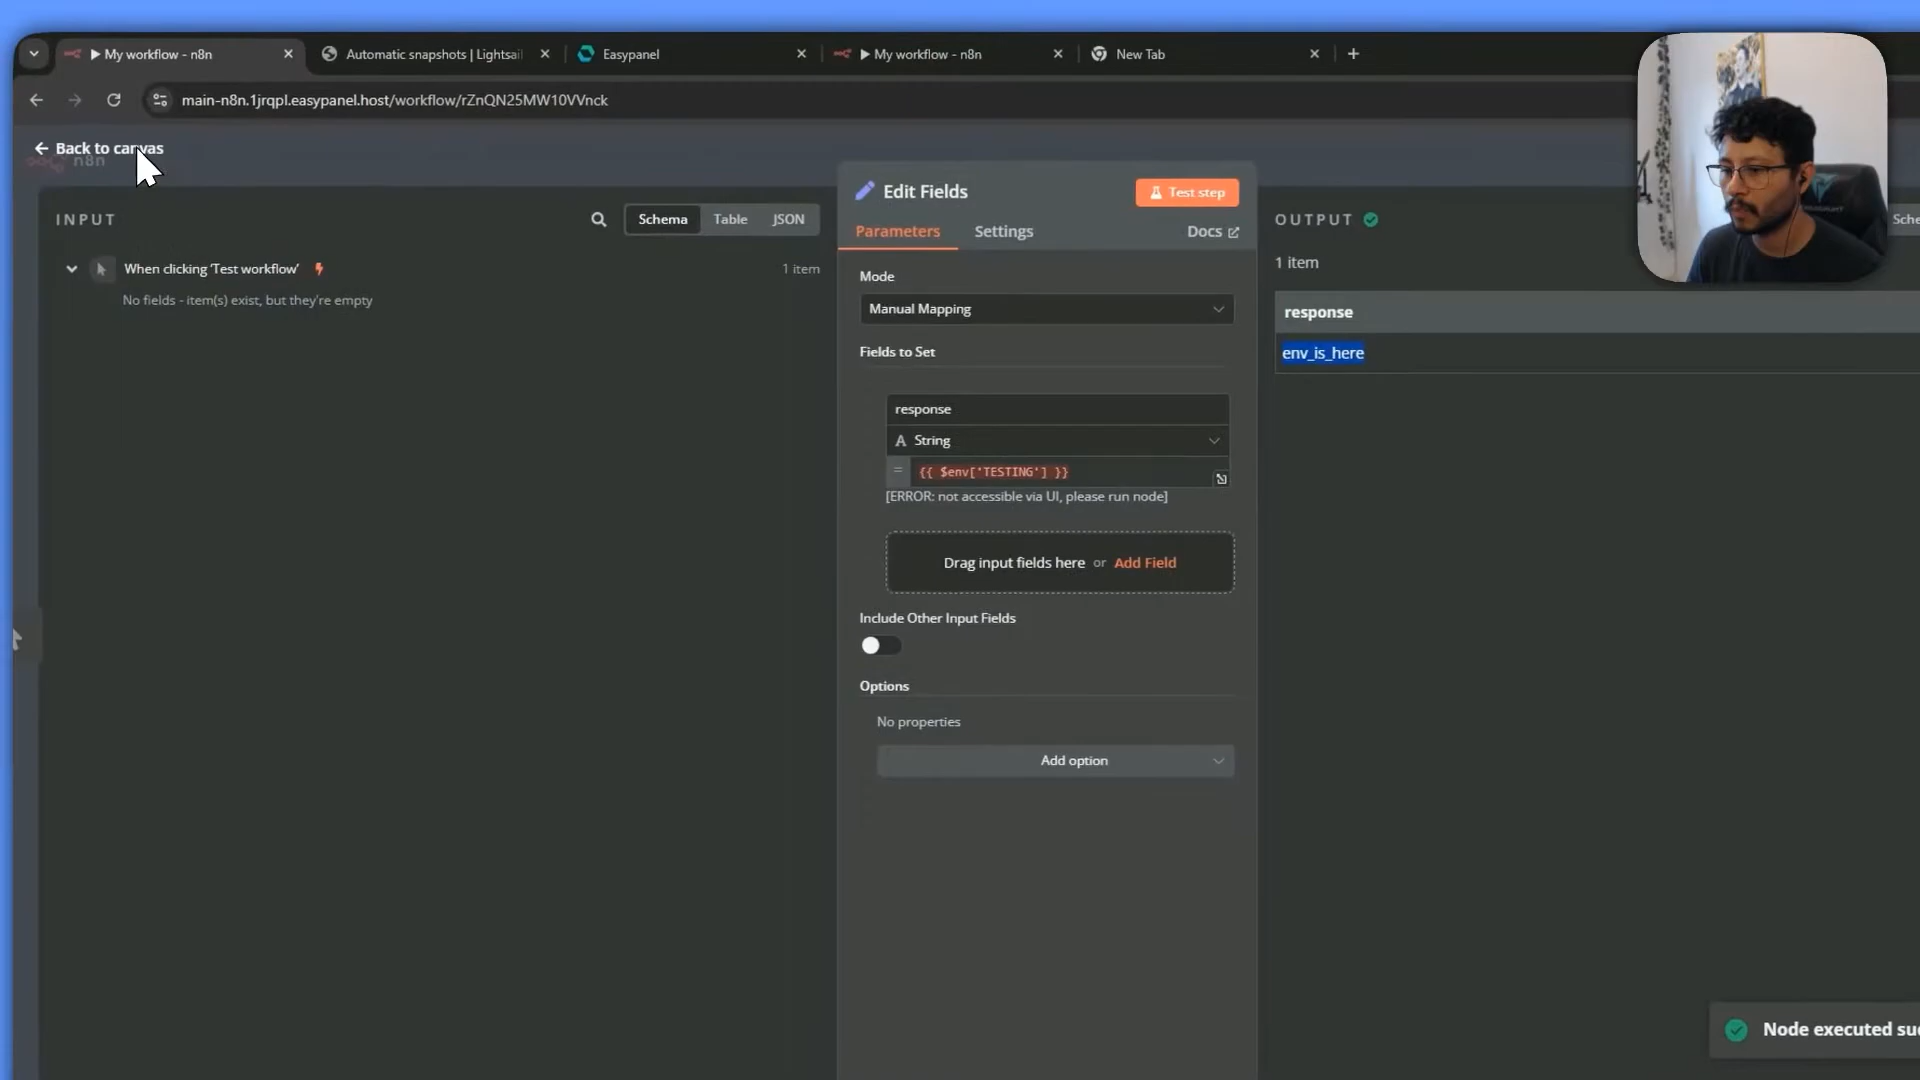 My workflow - n8n
Automatic snapshots | Lightsail
Easypanel
My workflow - n8n
New Tab
main-n8n.1jrqpl.easypanel.host/workflow/rZnQN25MW10VVnck
Back to canvas
n8n
INPUT
Schema
Table
JSON
When clicking 'Test workflow'
1 item
No fields - item(s) exist, but they're empty
Edit Fields
Test step
Parameters
Settings
Docs
Mode
Manual Mapping
Fields to Set
response
A String
= {{ $env['TESTING'] }}
[ERROR: not accessible via UI, please run node]
Drag input fields here or Add Field
Include Other Input Fields
Options
No properties
Add option
OUTPUT
Sche
1 item
response
env_is_here
Node executed suc